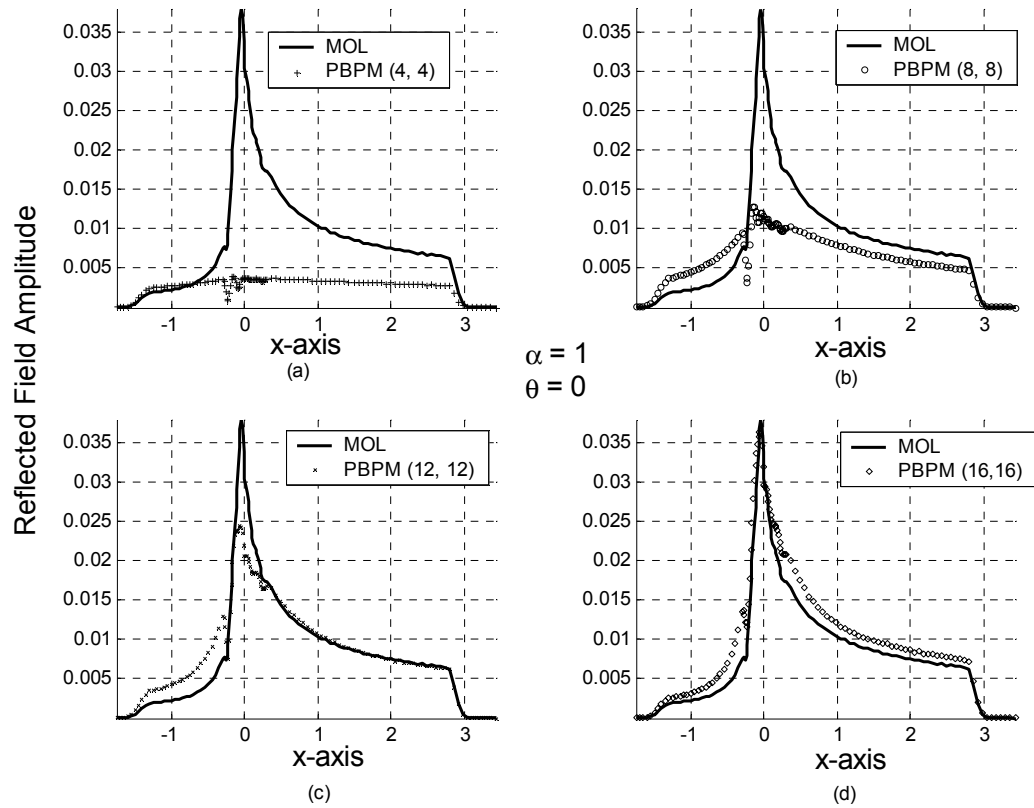 Reflected Field Amplitude
0.035
0.03
0.025
0.02
0.015
0.01
0.005
0
-1
0
1
2
3
MOL
PBPM (4, 4)
x-axis
(a)
0.035
0.03
0.025
0.02
0.015
0.01
0.005
0
-1
0
1
2
3
MOL
PBPM (8, 8)
x-axis
(b)
α = 1
θ = 0
0.035
0.03
0.025
0.02
0.015
0.01
0.005
0
-1
0
1
2
3
MOL
PBPM (12, 12)
x-axis
(c)
0.035
0.03
0.025
0.02
0.015
0.01
0.005
0
-1
0
1
2
3
MOL
PBPM (16,16)
x-axis
(d)